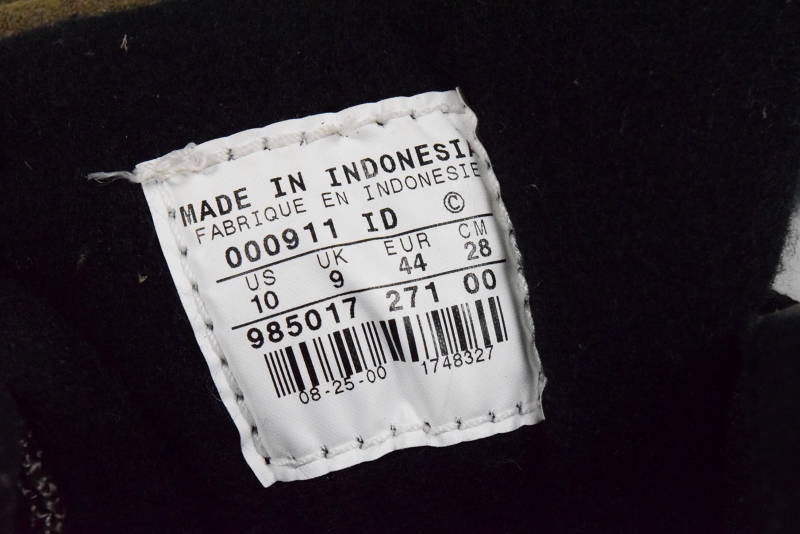 MADE IN INDONESIA
FABRIQUE EN INDONESIE
000911 ID ©
US UK EUR CM
10 9 44 28
985017 271 00
08-25-00 1748327